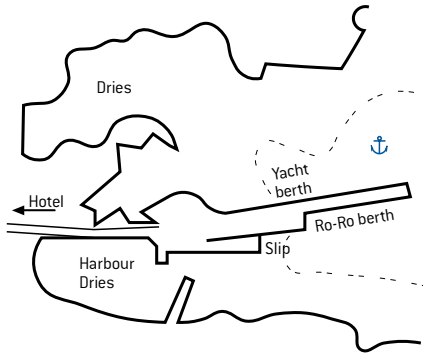 Dries
Yacht
berth
Hotel
Ro-Ro berth
Slip
Harbour
Dries